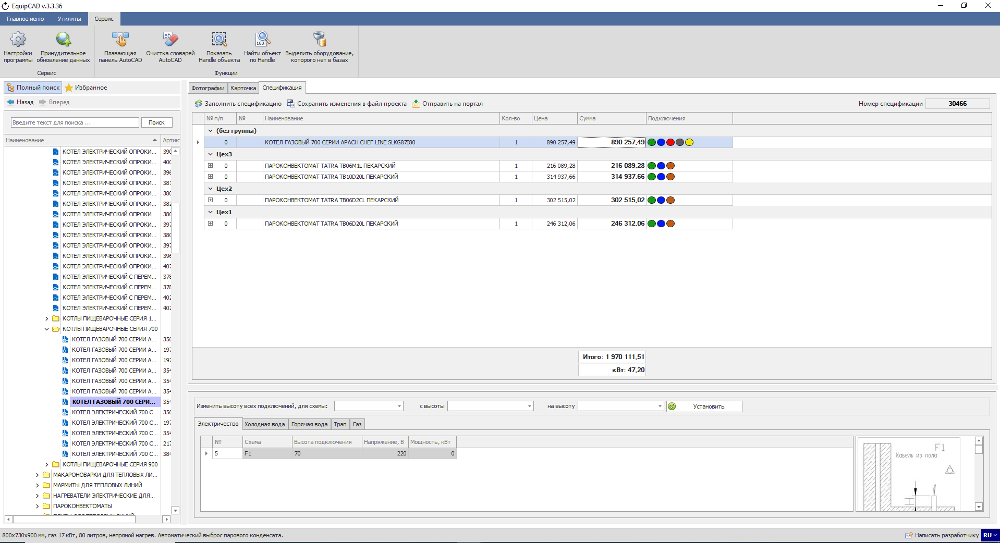 EquipCAD v.3.3.36
Главное меню
Утилиты
Сервис
Настройки программы
Принудительное обновление данных
Плавающая панель AutoCAD
Очистка словарей AutoCAD
Показать Handle объекта
Найти объект по Handle
Выделить оборудование, которого нет в базах
Сервис
Функции
Полный поиск
Избранное
Назад
Вперед
Введите текст для поиска ...
Поиск
Наименование
Артик
КОТЕЛ ЭЛЕКТРИЧЕСКИЙ ОПРОКИ... 390
КОТЕЛ ЭЛЕКТРИЧЕСКИЙ ОПРОКИ... 400
КОТЕЛ ЭЛЕКТРИЧЕСКИЙ ОПРОКИ... 396
КОТЕЛ ЭЛЕКТРИЧЕСКИЙ ОПРОКИ... 381
КОТЕЛ ЭЛЕКТРИЧЕСКИЙ ОПРОКИ... 380
КОТЕЛ ЭЛЕКТРИЧЕСКИЙ ОПРОКИ... 382
КОТЕЛ ЭЛЕКТРИЧЕСКИЙ ОПРОКИ... 380
КОТЕЛ ЭЛЕКТРИЧЕСКИЙ ОПРОКИ... 397
КОТЕЛ ЭЛЕКТРИЧЕСКИЙ ОПРОКИ... 380
КОТЕЛ ЭЛЕКТРИЧЕСКИЙ ОПРОКИ... 397
КОТЕЛ ЭЛЕКТРИЧЕСКИЙ ОПРОКИ... 396
КОТЕЛ ЭЛЕКТРИЧЕСКИЙ ОПРОКИ... 407
КОТЕЛ ЭЛЕКТРИЧЕСКИЙ С ПЕРЕМ... 378
КОТЕЛ ЭЛЕКТРИЧЕСКИЙ С ПЕРЕМ... 378
КОТЕЛ ЭЛЕКТРИЧЕСКИЙ С ПЕРЕМ... 402
КОТЕЛ ЭЛЕКТРИЧЕСКИЙ С ПЕРЕМ... 402
КОТЛЫ ПИЩЕВАРОЧНЫЕ СЕРИЯ 1...
КОТЛЫ ПИЩЕВАРОЧНЫЕ СЕРИЯ 700
КОТЕЛ ГАЗОВЫЙ 700 СЕРИИ A... 356
КОТЕЛ ГАЗОВЫЙ 700 СЕРИИ A... 197
КОТЕЛ ГАЗОВЫЙ 700 СЕРИИ A... 197
КОТЕЛ ГАЗОВЫЙ 700 СЕРИИ A... 354
КОТЕЛ ГАЗОВЫЙ 700 СЕРИИ A... 354
КОТЕЛ ГАЗОВЫЙ 700 СЕРИИ A... 354
КОТЕЛ ГАЗОВЫЙ 700 СЕРИ... 354
КОТЕЛ ЭЛЕКТРИЧЕСКИЙ 700 С... 356
КОТЕЛ ЭЛЕКТРИЧЕСКИЙ 700 С... 197
КОТЕЛ ЭЛЕКТРИЧЕСКИЙ 700 С... 354
КОТЕЛ ЭЛЕКТРИЧЕСКИЙ 700 С... 217
КОТЕЛ ЭЛЕКТРИЧЕСКИЙ 700 С... 384
КОТЛЫ ПИЩЕВАРОЧНЫЕ СЕРИЯ 900
МАКАРОНОВАРКИ ДЛЯ ТЕПЛОВЫХ ЛИ...
МАРМИТЫ ДЛЯ ТЕПЛОВЫХ ЛИНИЙ
НАГРЕВАТЕЛИ ЭЛЕКТРИЧЕСКИЕ ДЛЯ...
ПАРОКОНВЕКТОМАТЫ
Фотографии
Карточка
Спецификация
Заполнить спецификацию
Сохранить изменения в файл проекта
Отправить на портал
Номер спецификации 30466
№ п/п № Наименование Кол-во Цена Сумма Подключения
(без группы)
0 КОТЕЛ ГАЗОВЫЙ 700 СЕРИИ APACH CHEF LINE SLKG87I80 1 890 257,49 890 257,49
Цех3
0 ПАРОКОНВЕКТОМАТ TATRA TB06M1L ПЕКАРСКИЙ 1 216 089,28 216 089,28
0 ПАРОКОНВЕКТОМАТ TATRA TB10D20L ПЕКАРСКИЙ 1 314 937,66 314 937,66
Цех2
0 ПАРОКОНВЕКТОМАТ TATRA TB06D2CL ПЕКАРСКИЙ 1 302 515,02 302 515,02
Цех1
0 ПАРОКОНВЕКТОМАТ TATRA TB06D20L ПЕКАРСКИЙ 1 246 312,06 246 312,06
Итого: 1 970 111,51
кВт: 47,20
Изменить высоту всех подключений, для схемы:
с высоты
на высоту
Установить
Электричество
Холодная вода
Горячая вода
Трап
Газ
№ Схема Высота подключения Напряжение, В Мощность, кВт
5 F1 70 220 0
F1
Кабель из пола
H
800x730x900 мм, газ 17 кВт, 80 литров, непрямой нагрев. Автоматический выброс парового конденсата.
Написать разработчику
RU